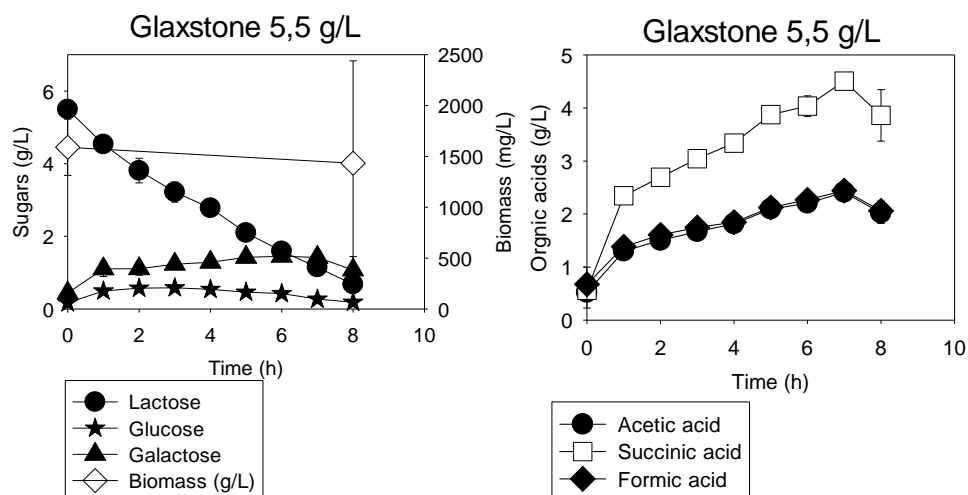 Glaxstone 5,5 g/L
Sugars (g/L)
6
4
2
0
2500
2000
1500
1000
500
0
Biomass (mg/L)
0 2 4 6 8 10
Time (h)
Lactose
Glucose
Galactose
Biomass (g/L)
Glaxstone 5,5 g/L
Orgnic acids (g/L)
5
4
3
2
1
0
0 2 4 6 8 10
Time (h)
Acetic acid
Succinic acid
Formic acid